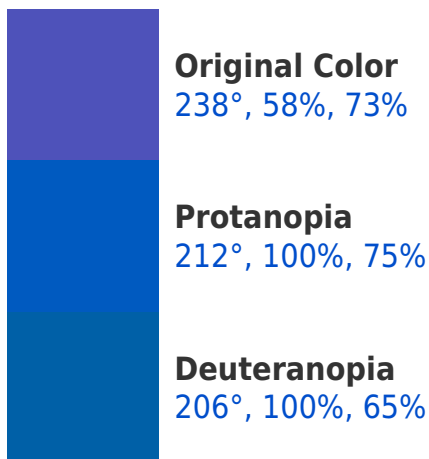 Original Color
238°, 58%, 73%
Protanopia
212°, 100%, 75%
Deuteranopia
206°, 100%, 65%